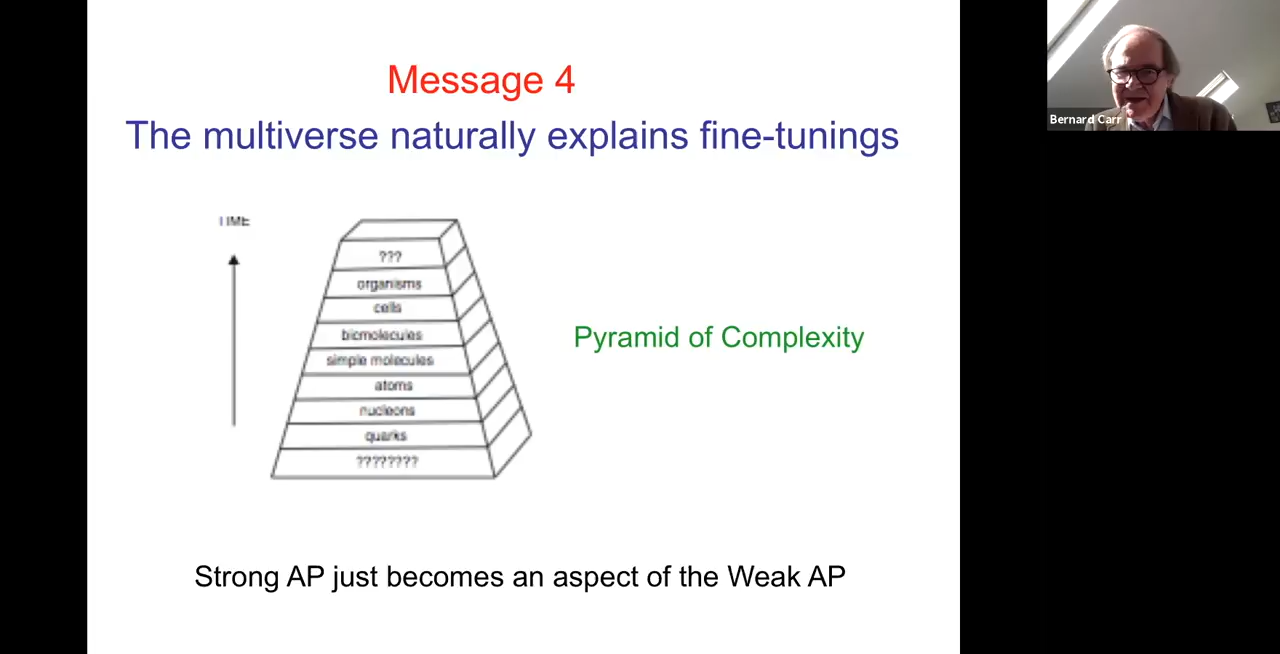 Message 4
The multiverse naturally explains fine-tunings
TIME
???
organisms
cells
biomolecules
simple molecules
atoms
nucleons
quarks
????????
Pyramid of Complexity
Strong AP just becomes an aspect of the Weak AP
Bernard Carr